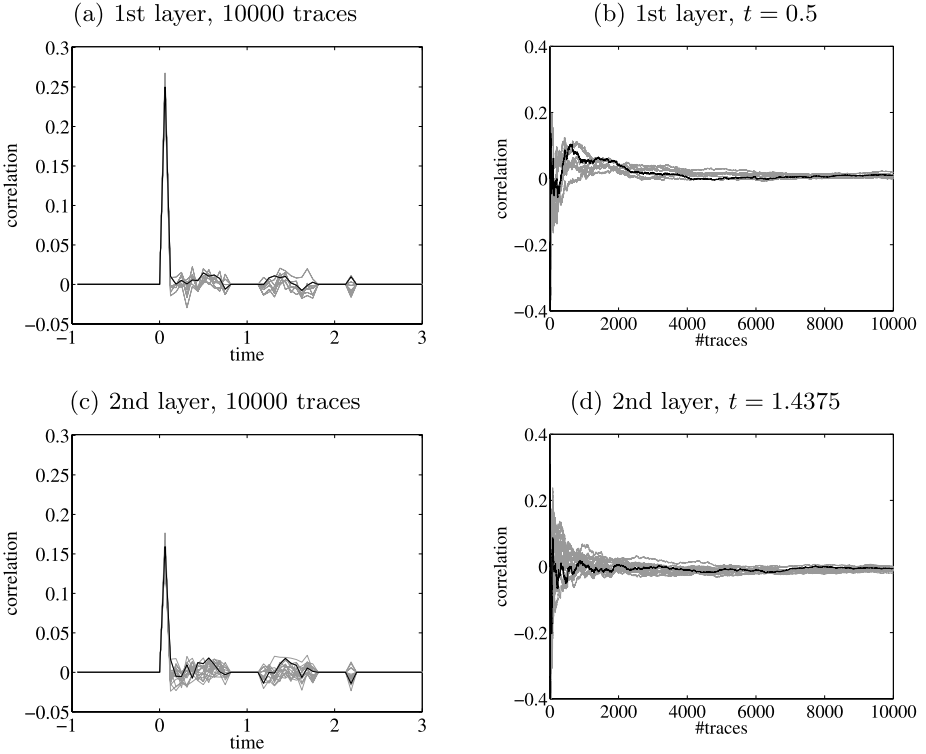 (a) 1st layer, 10000 traces
0.3
0.25
0.2
0.15
0.1
0.05
0
−0.05
−1 0 1 2 3
correlation
time
(b) 1st layer, t = 0.5
0.4
0.2
0
−0.2
−0.4
0 2000 4000 6000 8000 10000
correlation
#traces
(c) 2nd layer, 10000 traces
0.3
0.25
0.2
0.15
0.1
0.05
0
−0.05
−1 0 1 2 3
correlation
time
(d) 2nd layer, t = 1.4375
0.4
0.2
0
−0.2
−0.4
0 2000 4000 6000 8000 10000
correlation
#traces